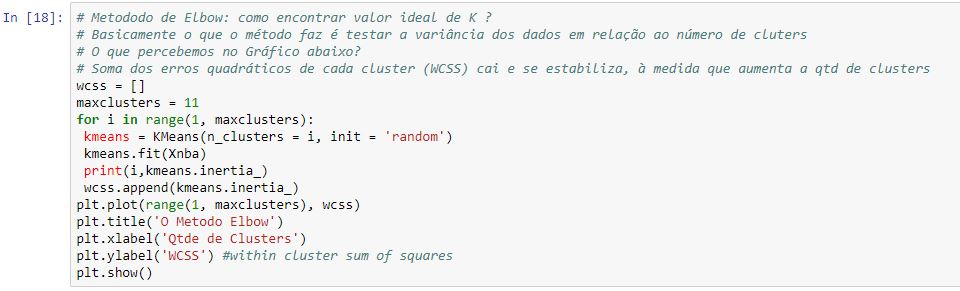 In [18]: # Metododo de Elbow: como encontrar valor ideal de K ?
# Basicamente o que o método faz é testar a variância dos dados em relação ao número de cluters
# O que percebemos no Gráfico abaixo?
# Soma dos erros quadráticos de cada cluster (WCSS) cai e se estabiliza, à medida que aumenta a qtd de clusters
wcss = []
maxclusters = 11
for i in range(1, maxclusters):
 kmeans = KMeans(n_clusters = i, init = 'random')
 kmeans.fit(Xnba)
 print(i,kmeans.inertia_)
 wcss.append(kmeans.inertia_)
plt.plot(range(1, maxclusters), wcss)
plt.title('O Metodo Elbow')
plt.xlabel('Qtde de Clusters')
plt.ylabel('WCSS') #within cluster sum of squares
plt.show()